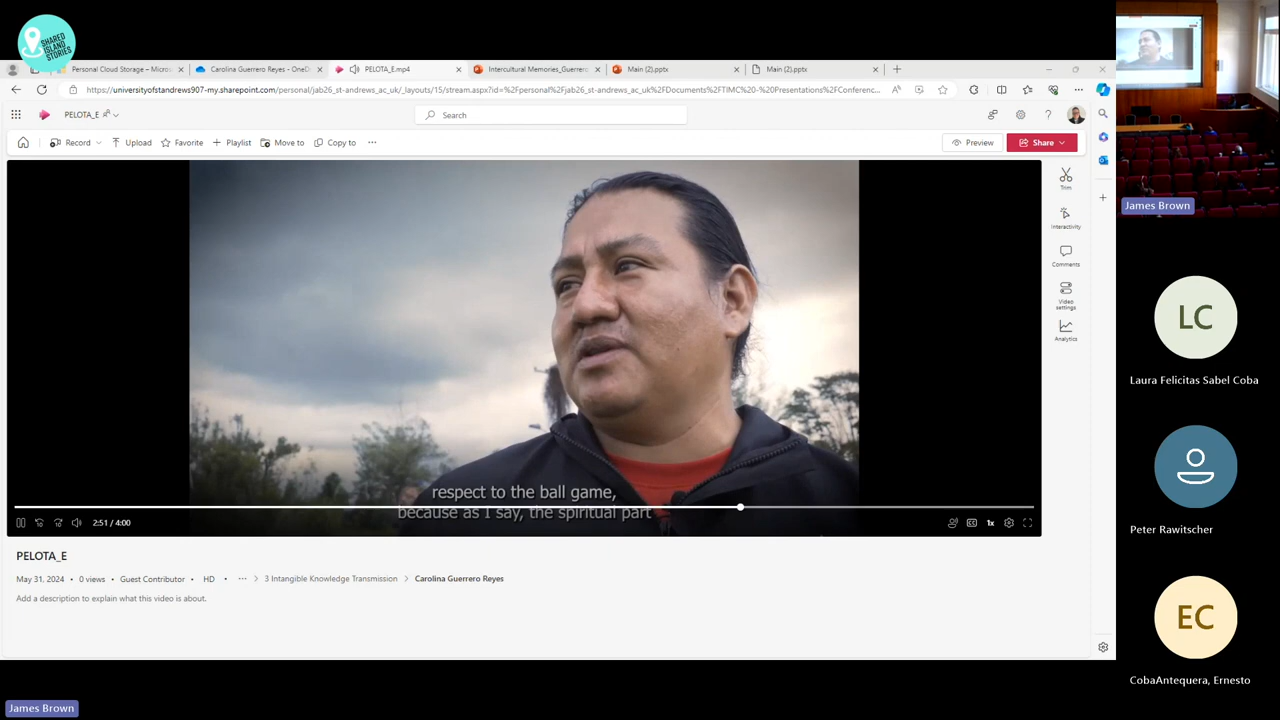 SHARED
ISLAND
STORIES
Personal Cloud Storage – Micros
Carolina Guerrero Reyes - OneD
PELOTA_E.mp4
Intercultural Memories_Guerrero
Main (2).pptx
Main (2).pptx
https://universityofstandrews907-my.sharepoint.com/personal/jab26_st-andrews_ac_uk/_layouts/15/stream.aspx?id=%2Fpersonal%2Fjab26_st-andrews_ac_uk%2FDocuments%2FTIMC%20-%20Presentations%2FConferenc...
PELOTA_E
Search
Record
Upload
Favorite
Playlist
Move to
Copy to
Preview
Share
Trim
Interactivity
Comments
Video
settings
Analytics
respect to the ball game,
because as I say, the spiritual part
2:51 / 4:00
1x
PELOTA_E
May 31, 2024 • 0 views • Guest Contributor • HD • ··· > 3 Intangible Knowledge Transmission > Carolina Guerrero Reyes
Add a description to explain what this video is about.
James Brown
James Brown
LC
Laura Felicitas Sabel Coba
Peter Rawitscher
EC
CobaAntequera, Ernesto